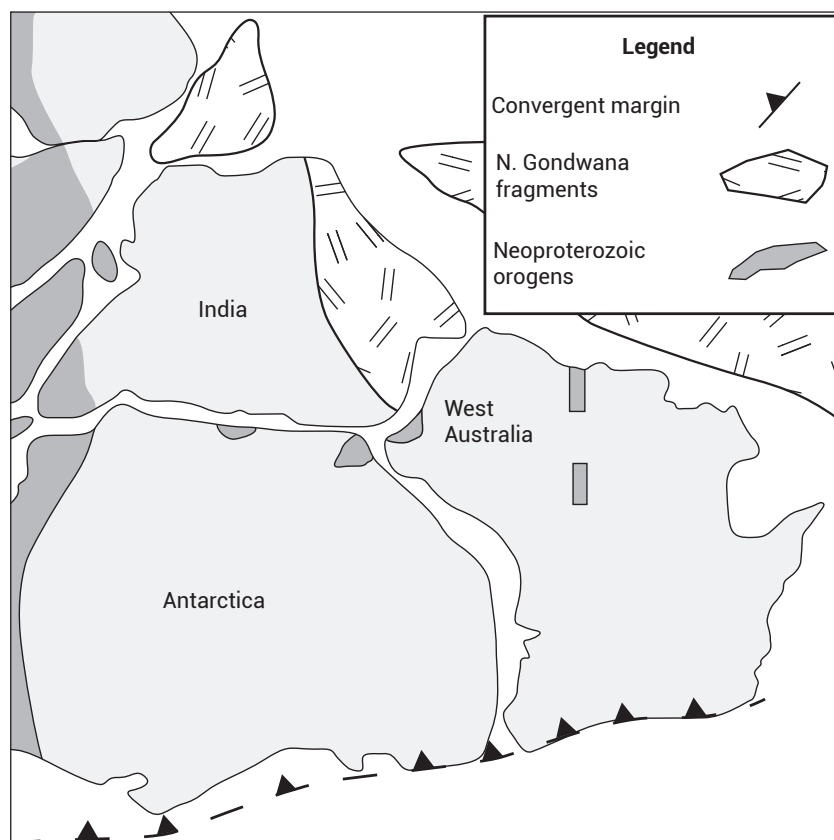 Legend
Convergent margin
N. Gondwana
fragments
Neoproterozoic
orogens
India
West
Australia
Antarctica